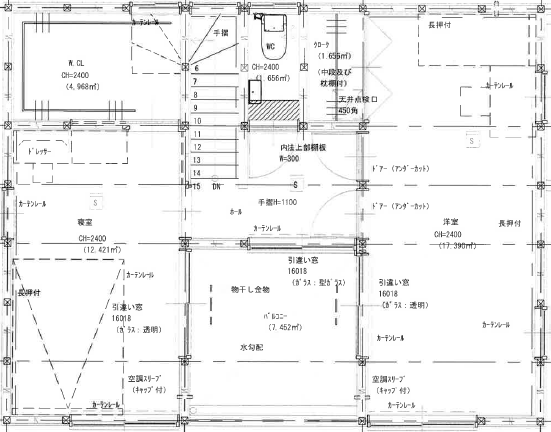 カーテンレール
手摺
長押付
W.CL
CH=2400
(4,968㎡)
WC
CH=2400
656㎡)
クローク
(1.656㎡)
(中段及び
枕棚付)
カーテンレール
天井点検口
450角
6
7
8
9
10
11
12
13
14
15
DN
ドレッサー
内法上部棚板
W=300
S
S
S
ドアー (アンダーカット)
ドアー (アンダーカット)
カーテンレール
寝室
CH=2400
(12.421㎡)
ホール
手摺H=1100
カーテンレール
洋室
CH=2400
(17.390㎡)
長押付
カーテンレール
長押付
引違い窓
16018
(ガラス：透明)
引違い窓
16018
(ガラス：型ガラス)
物干し金物
バルコニー
(7.452㎡)
水勾配
引違い窓
16018
(ガラス：透明)
カーテンレール
カーテンレール
空調スリーブ
(キャップ付)
カーテンレール
空調スリーブ
(キャップ付)
カーテンレール